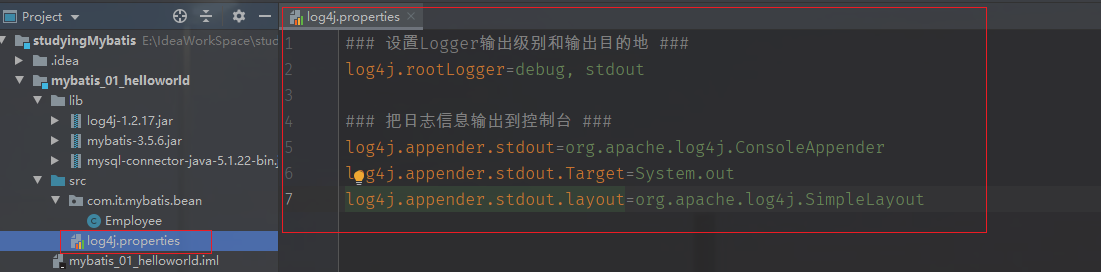 Project
studyingMybatis E:\IdeaWorkSpace\stud
.idea
mybatis_01_helloworld
lib
log4j-1.2.17.jar
mybatis-3.5.6.jar
mysql-connector-java-5.1.22-bin.
src
com.it.mybatis.bean
Employee
log4j.properties
mybatis_01_helloworld.iml
log4j.properties
1 ### 设置Logger输出级别和输出目的地 ###
2 log4j.rootLogger=debug, stdout
3
4 ### 把日志信息输出到控制台 ###
5 log4j.appender.stdout=org.apache.log4j.ConsoleAppender
6 log4j.appender.stdout.Target=System.out
7 log4j.appender.stdout.layout=org.apache.log4j.SimpleLayout